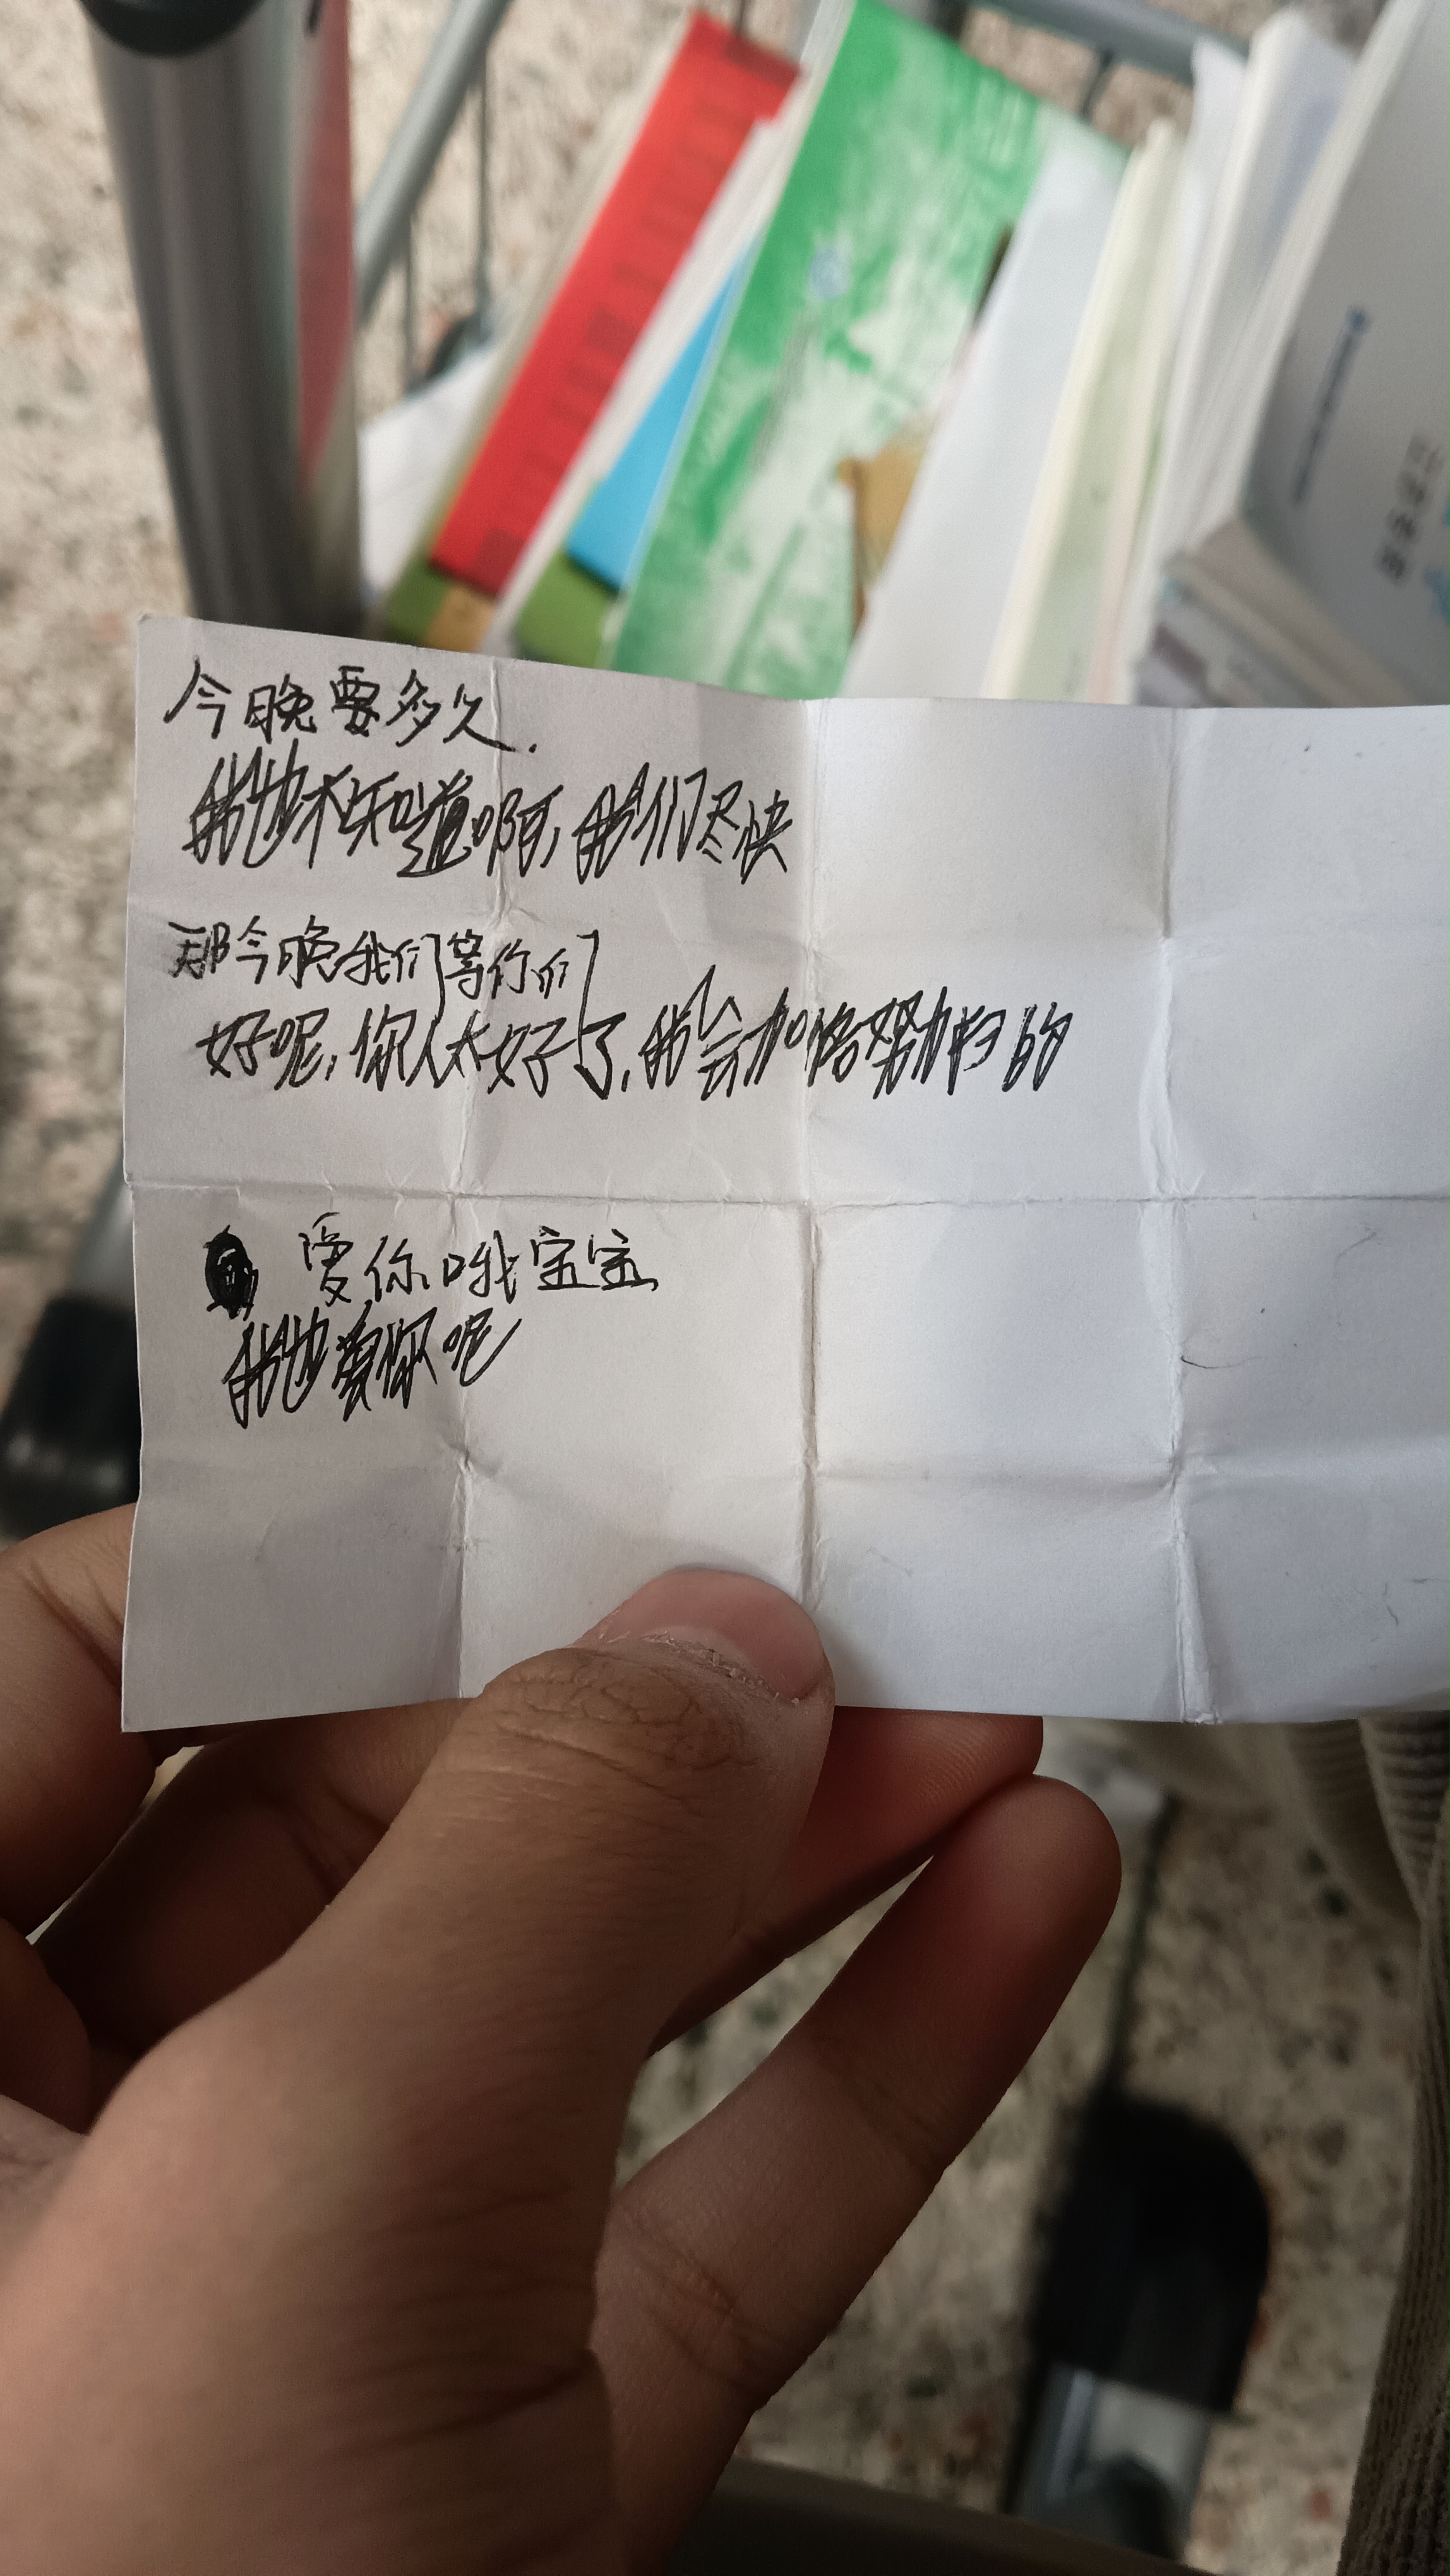 今晚要多久.
我也不知道啊,我们尽快
那今晚我们等你们
好呢,你人太好了,我会加倍努力扫的
爱你哦宝宝
我也爱你呢